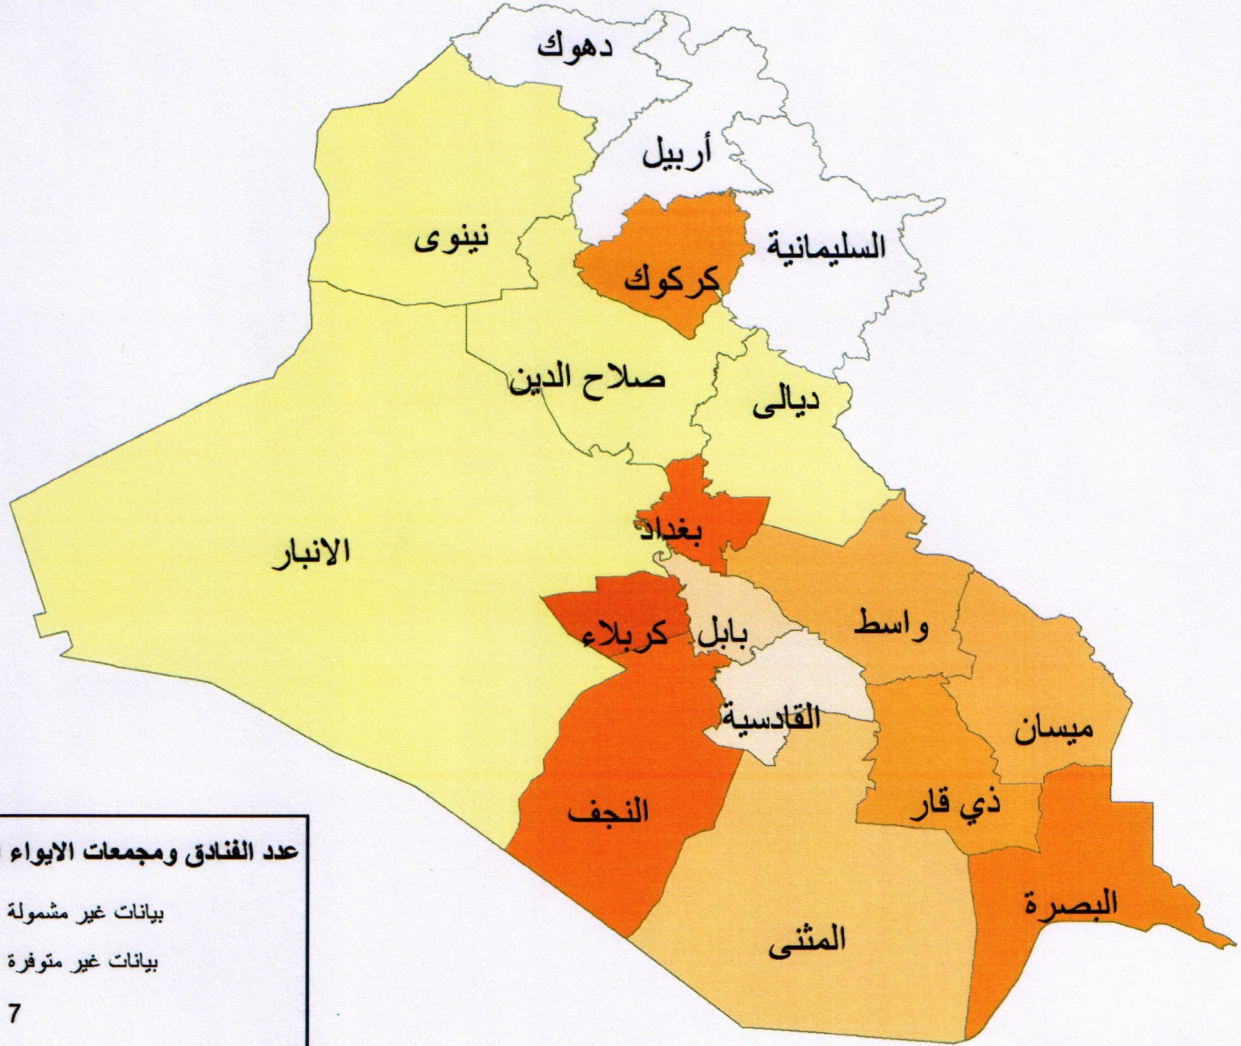 دهوك
أربيل
نينوى
كركوك
السليمانية
صلاح الدين
ديالى
الانبار
بغداد
كربلاء
بابل
واسط
القادسية
ميسان
النجف
ذي قار
المثنى
البصرة
عدد الفنادق ومجمعات الايواء
بيانات غير مشمولة
بيانات غير متوفرة
7